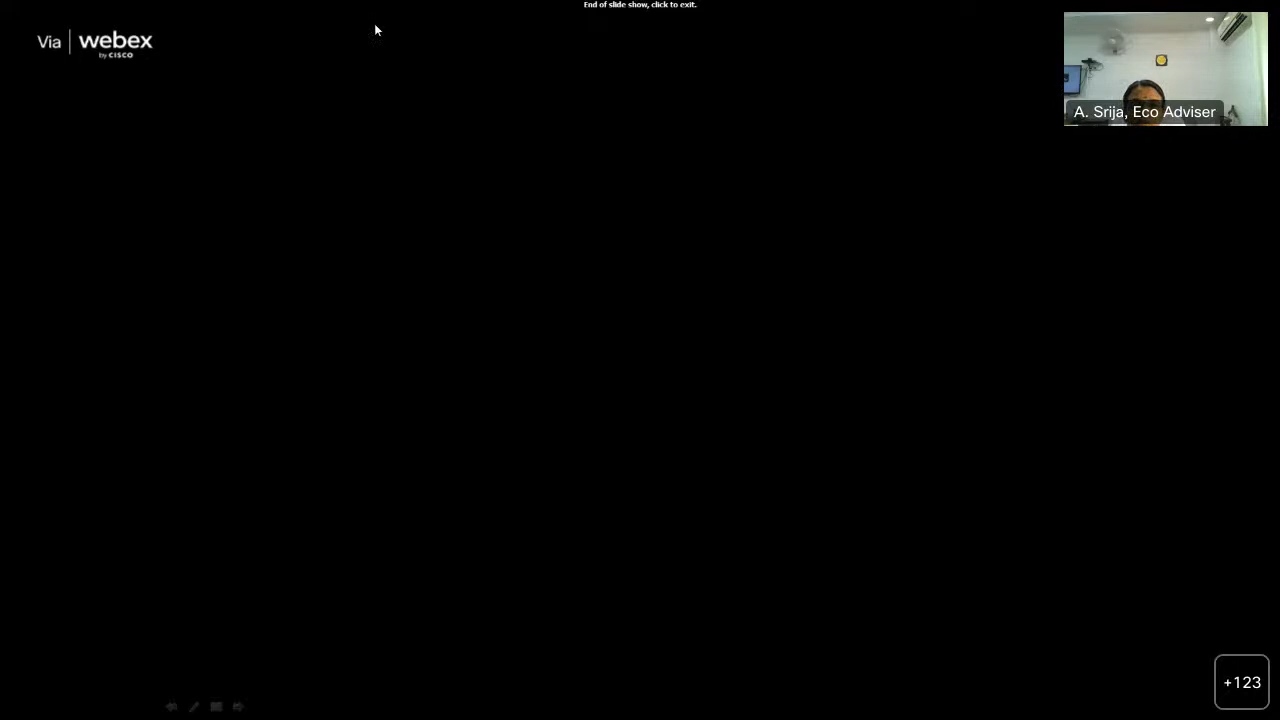 End of slide show, click to exit.
Via webex
by CISCO
A. Srija, Eco Adviser
+123